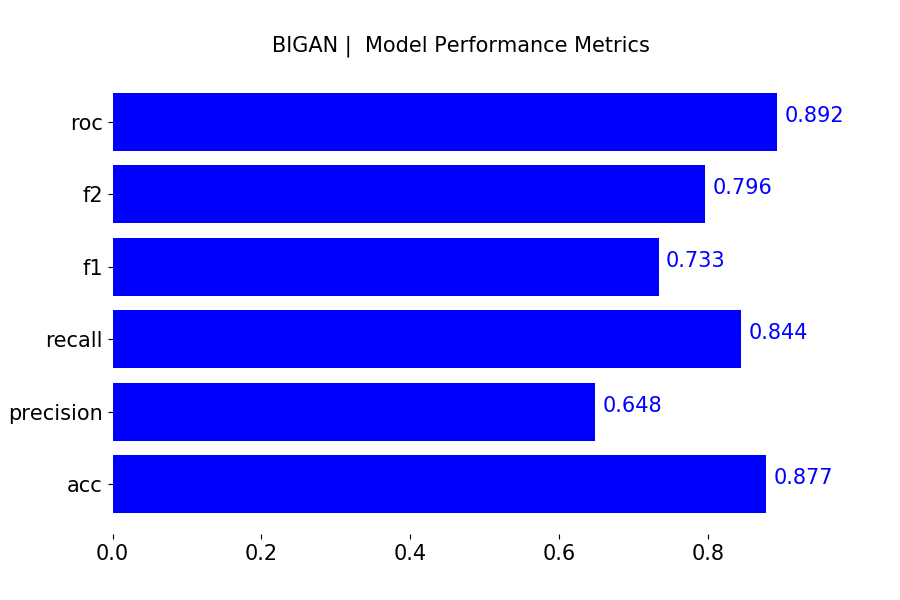 BIGAN |  Model Performance Metrics
roc 0.892
f2 0.796
f1 0.733
recall 0.844
precision 0.648
acc 0.877
0.0 0.2 0.4 0.6 0.8